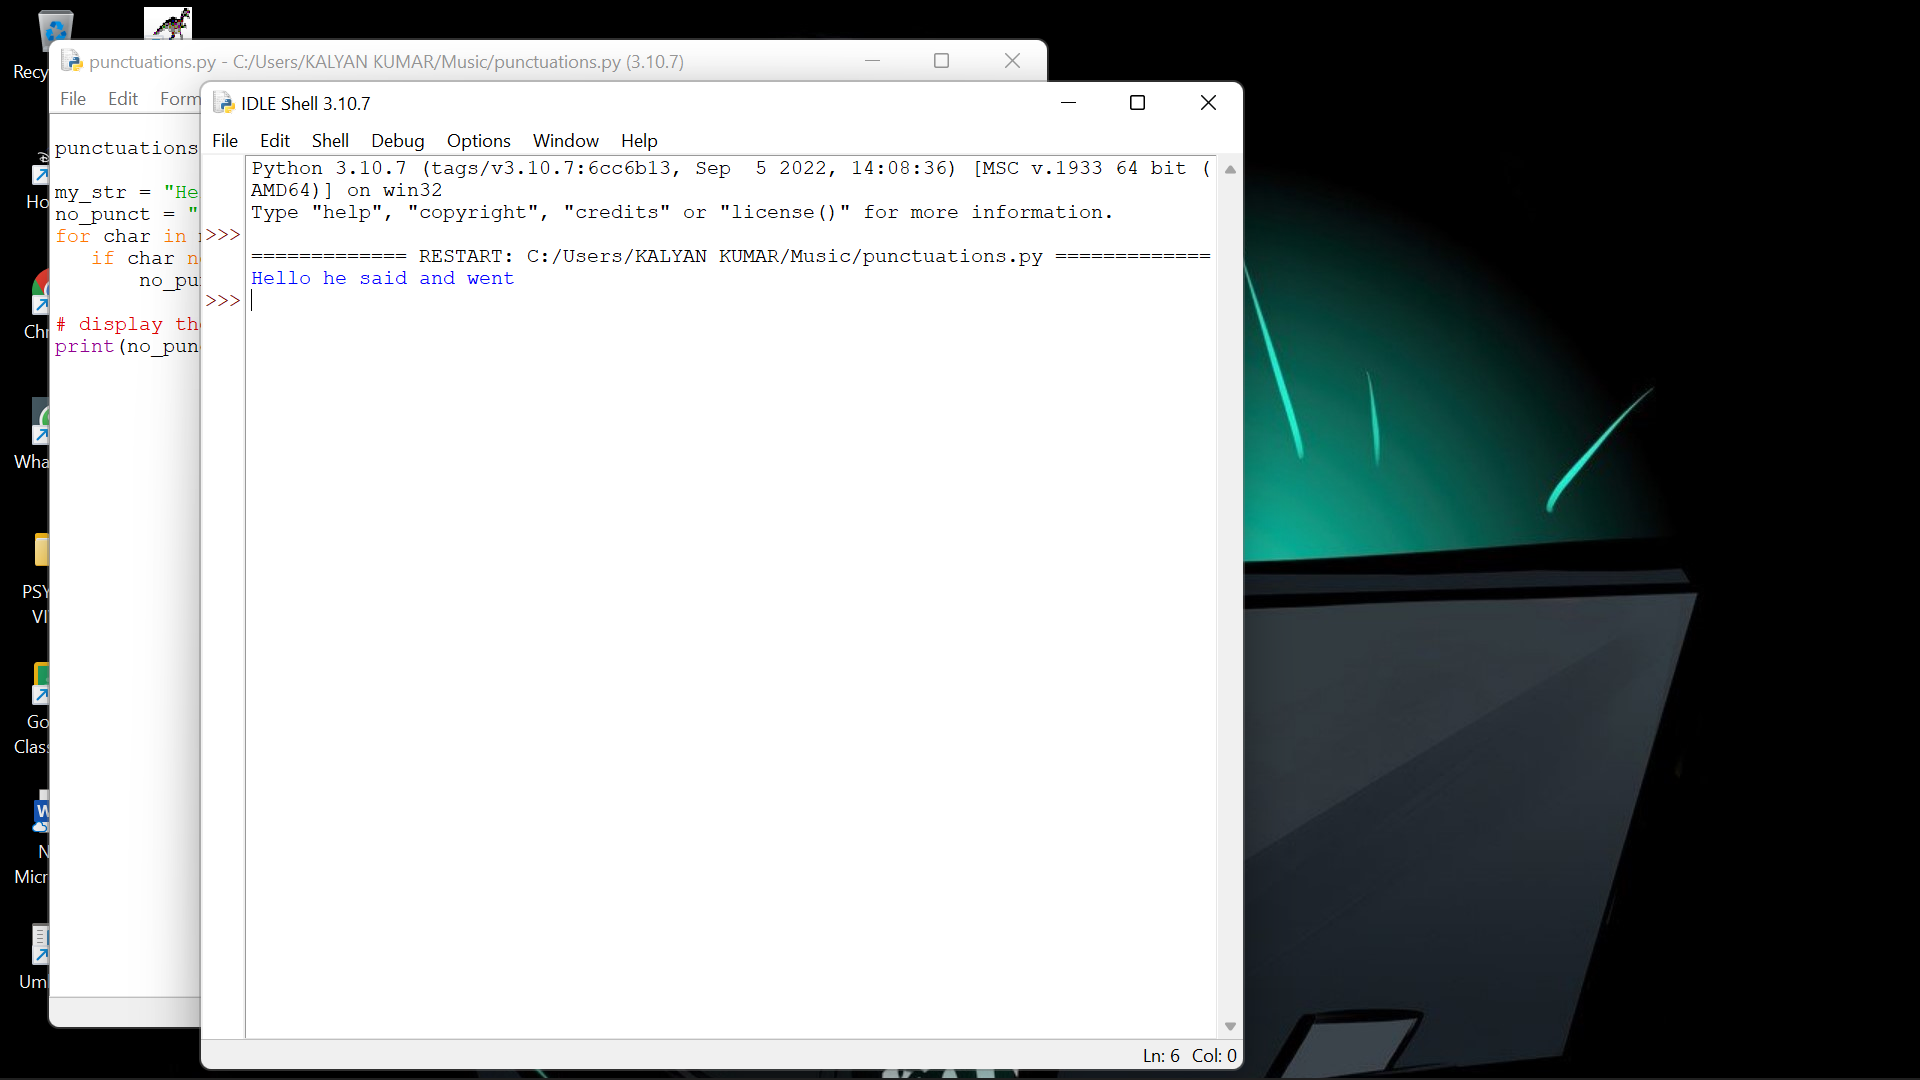 punctuations.py - C:/Users/KALYAN KUMAR/Music/punctuations.py (3.10.7)
File Edit Form
punctuations
my_str = "He
no_punct = "
for char in
if char
no_pu
# display the
print(no_pun
IDLE Shell 3.10.7
File Edit Shell Debug Options Window Help
Python 3.10.7 (tags/v3.10.7:6cc6b13, Sep  5 2022, 14:08:36) [MSC v.1933 64 bit (
AMD64)] on win32
Type "help", "copyright", "credits" or "license()" for more information.
>>>
============= RESTART: C:/Users/KALYAN KUMAR/Music/punctuations.py =============
Hello he said and went
>>>
Ln: 6 Col: 0
Recy
Ho
Chr
Wha
PSY
VI
Go
Class
N
Micr
Um